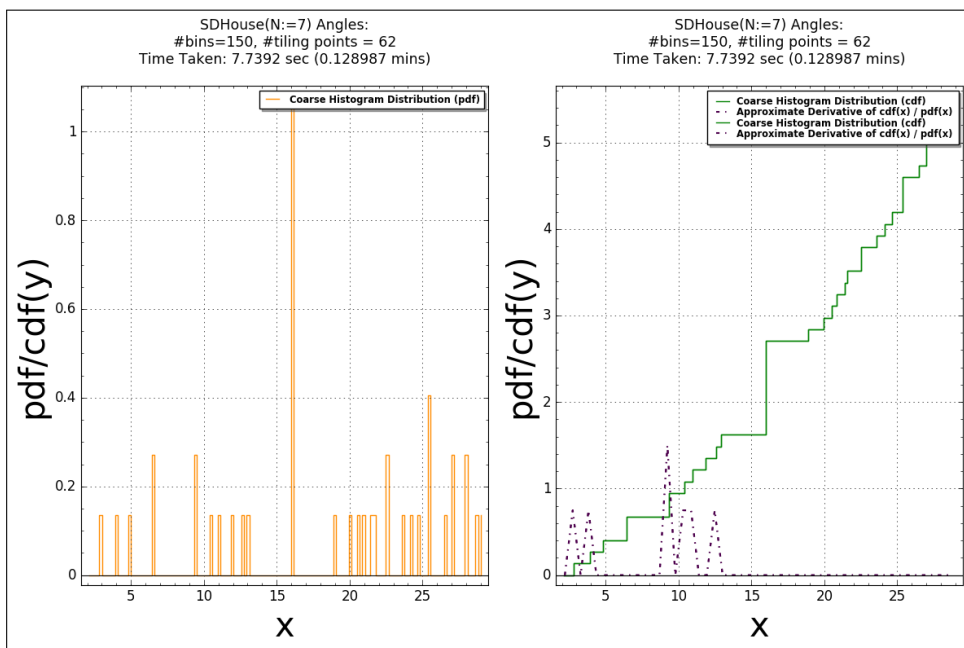 SDHouse(N:=7) Angles:
#bins=150, #tiling points = 62
Time Taken: 7.7392 sec (0.128987 mins)
Coarse Histogram Distribution (pdf)
pdf/cdf(y)
1
0.8
0.6
0.4
0.2
0
5
10
15
20
25
x
SDHouse(N:=7) Angles:
#bins=150, #tiling points = 62
Time Taken: 7.7392 sec (0.128987 mins)
Coarse Histogram Distribution (cdf)
Approximate Derivative of cdf(x) / pdf(x)
Coarse Histogram Distribution (cdf)
Approximate Derivative of cdf(x) / pdf(x)
pdf/cdf(y)
5
4
3
2
1
0
5
10
15
20
25
x